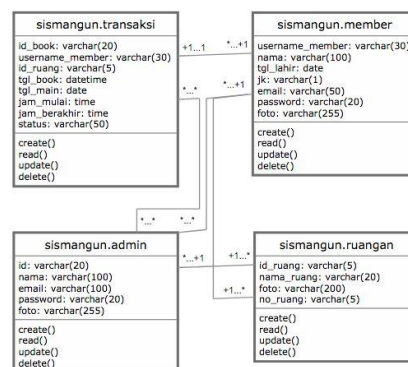 sismangun.transaksi
id_book: varchar(20)
username_member: varchar(30)
id_ruang: varchar(5)
tgl_book: datetime
tgl_main: date
jam_mulai: time
jam_berakhir: time
status: varchar(50)
create()
read()
update()
delete()
+1...1
*...+1
*...*
*...+1
sismangun.member
username_member: varchar(30)
nama: varchar(100)
tgl_lahir: date
jk: varchar(1)
email: varchar(50)
password: varchar(20)
foto: varchar(255)
create()
read()
update()
delete()
*...*
*...*
sismangun.admin
id: varchar(20)
nama: varchar(100)
email: varchar(100)
password: varchar(20)
foto: varchar(255)
create()
read()
update()
delete()
*...+1
+1...*
+1...*
sismangun.ruangan
id_ruang: varchar(5)
nama_ruang: varchar(20)
foto: varchar(200)
no_ruang: varchar(5)
create()
read()
update()
delete()